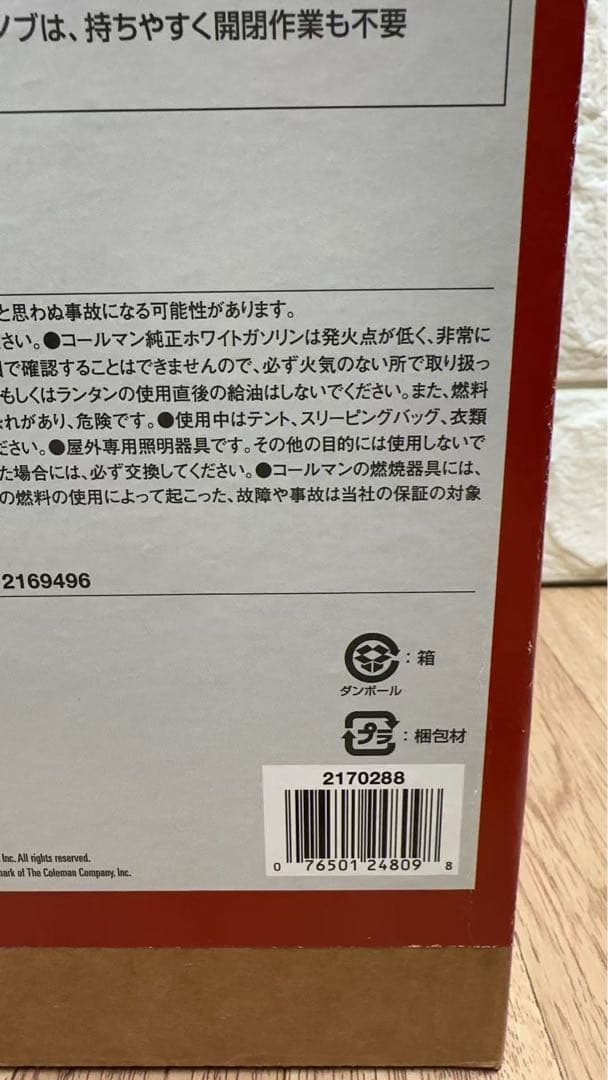 ノブは、持ちやすく開閉作業も不要
と思わぬ事故になる可能性があります。
さい。●コールマン純正ホワイトガソリンは発火点が低く、非常に
目で確認することはできませんので、必ず火気のない所で取り扱っ
もしくはランタンの使用直後の給油はしないでください。また、燃料
それがあり、危険です。●使用中はテント、スリーピングバッグ、衣類
ださい。●屋外専用照明器具です。その他の目的には使用しないで
た場合には、必ず交換してください。●コールマンの燃焼器具には、
の燃料の使用によって起こった、故障や事故は当社の保証の対象
2169496
:箱
ダンボール
プラ:梱包材
2170288
0 76501 24809 8
Inc. All rights reserved.
mark of The Coleman Company, Inc.